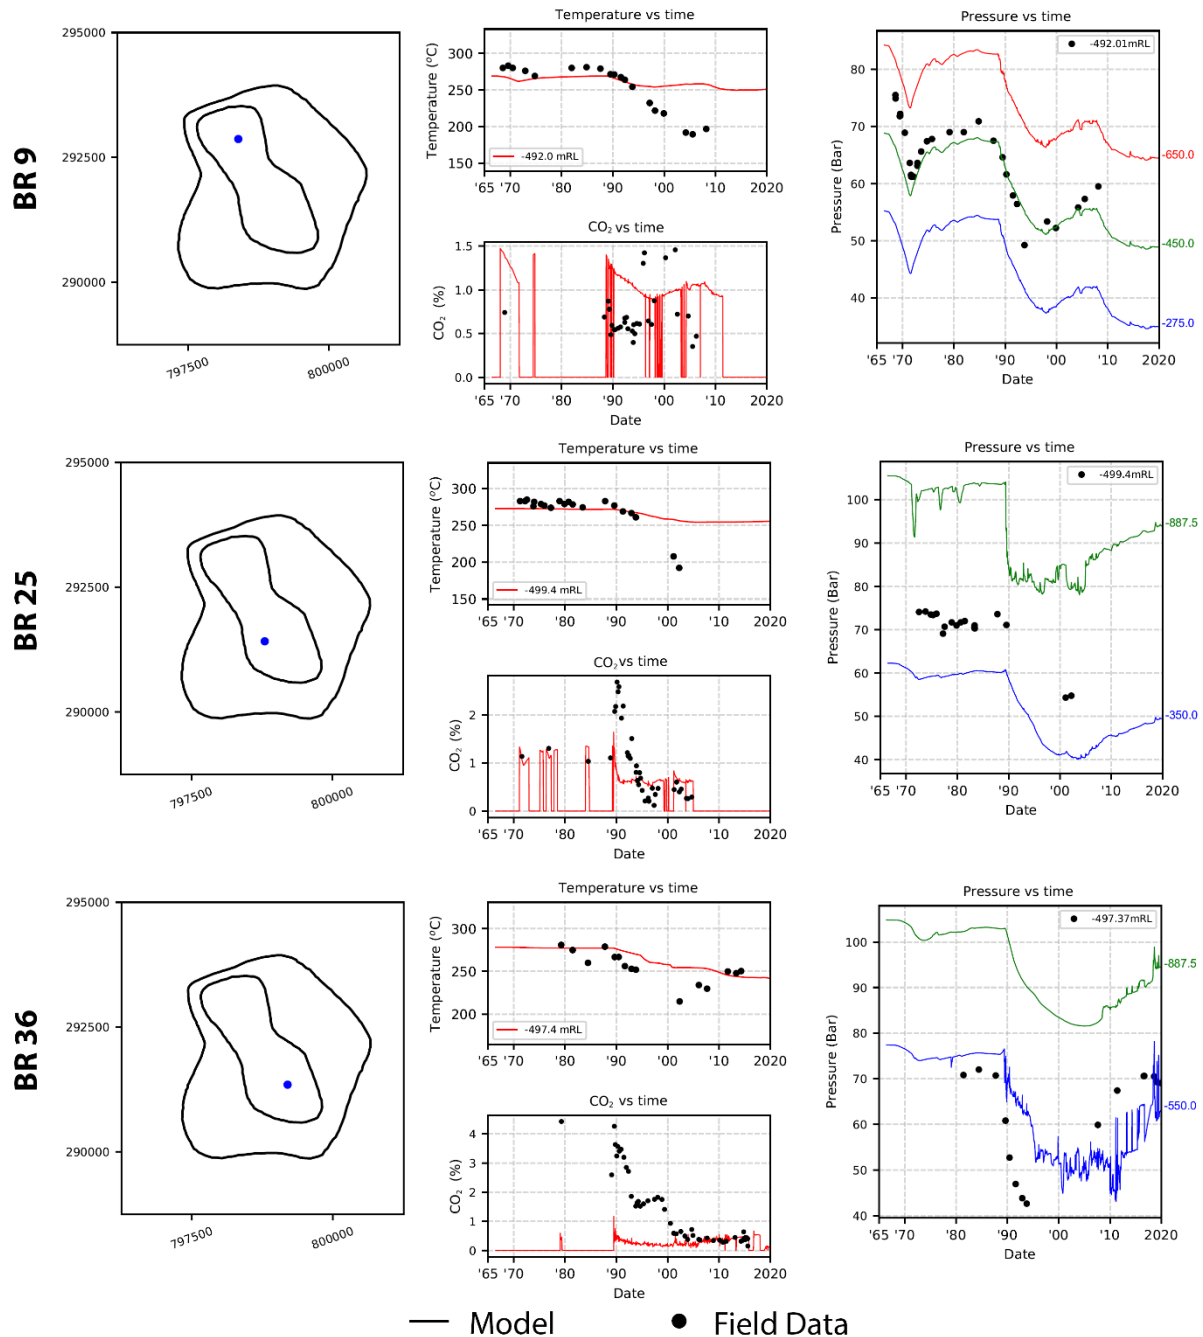 BR 9
295000
292500
290000
797500
800000
Temperature vs time
Temperature (°C)
300
250
200
150
-492.0 mRL
'65 '70 '80 '90 '00 '10 2020
CO₂ vs time
CO₂ (%)
1.5
1.0
0.5
0.0
'65 '70 '80 '90 '00 '10 2020
Date
Pressure vs time
Pressure (Bar)
80
70
60
50
40
-492.01mRL
-650.0
-450.0
-275.0
'65 '70 '80 '90 '00 '10 2020
Date
BR 25
295000
292500
290000
797500
800000
Temperature vs time
Temperature (°C)
300
250
200
150
-499.4 mRL
'65 '70 '80 '90 '00 '10 2020
CO₂vs time
CO₂ (%)
2
1
0
'65 '70 '80 '90 '00 '10 2020
Date
Pressure vs time
Pressure (Bar)
100
90
80
70
60
50
40
-499.4mRL
-887.5
-350.0
'65 '70 '80 '90 '00 '10 2020
Date
BR 36
295000
292500
290000
797500
800000
Temperature vs time
Temperature (°C)
300
250
200
-497.4 mRL
'65 '70 '80 '90 '00 '10 2020
CO₂ vs time
CO₂ (%)
4
3
2
1
0
'65 '70 '80 '90 '00 '10 2020
Date
Pressure vs time
Pressure (Bar)
100
90
80
70
60
50
40
-497.37mRL
-887.5
-550.0
'65 '70 '80 '90 '00 '10 2020
Date
Model
Field Data